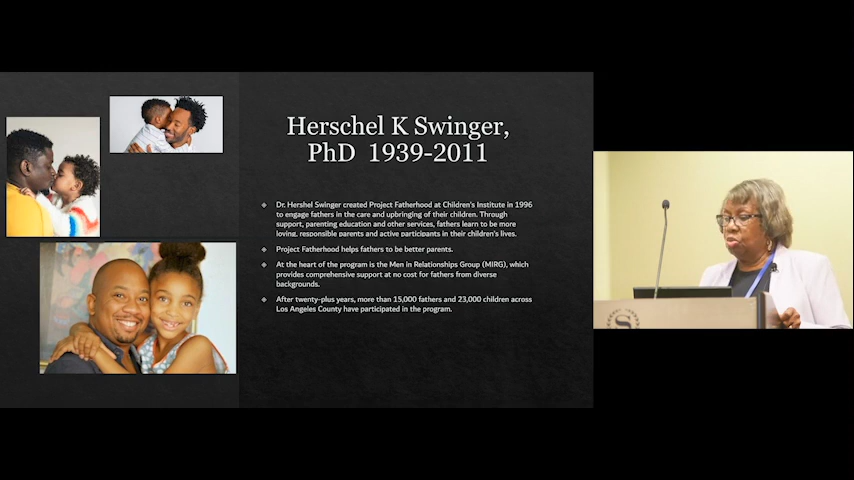 Herschel K Swinger,
PhD 1939-2011
Dr. Hershel Swinger created Project Fatherhood at Children's Institute in 1996
to engage fathers in the care and upbringing of their children. Through
support, parenting education and other services, fathers learn to be more
loving, responsible parents and active participants in their children's lives.
Project Fatherhood helps fathers to be better parents.
At the heart of the program is the Men in Relationships Group (MIRG), which
provides comprehensive support at no cost for fathers from diverse
backgrounds.
After twenty-plus years, more than 15,000 fathers and 23,000 children across
Los Angeles County have participated in the program.
S